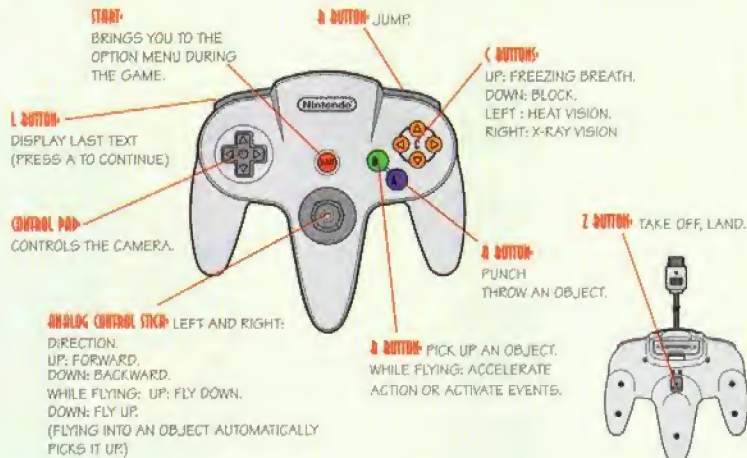 START:
BRINGS YOU TO THE
OPTION MENU DURING
THE GAME.
R BUTTON: JUMP.
C BUTTONS:
UP: FREEZING BREATH.
DOWN: BLOCK.
LEFT : HEAT VISION.
RIGHT: X-RAY VISION
L BUTTON:
DISPLAY LAST TEXT
(PRESS A TO CONTINUE)
Nintendo
START
C
B
A
CONTROL PAD:
CONTROLS THE CAMERA.
Z BUTTON: TAKE OFF, LAND.
A BUTTON:
PUNCH
THROW AN OBJECT.
ANALOG CONTROL STICK: LEFT AND RIGHT:
DIRECTION.
UP: FORWARD.
DOWN: BACKWARD.
WHILE FLYING: UP: FLY DOWN.
DOWN: FLY UP.
(FLYING INTO AN OBJECT AUTOMATICALLY
PICKS IT UP.)
B BUTTON: PICK UP AN OBJECT.
WHILE FLYING: ACCELERATE
ACTION OR ACTIVATE EVENTS.